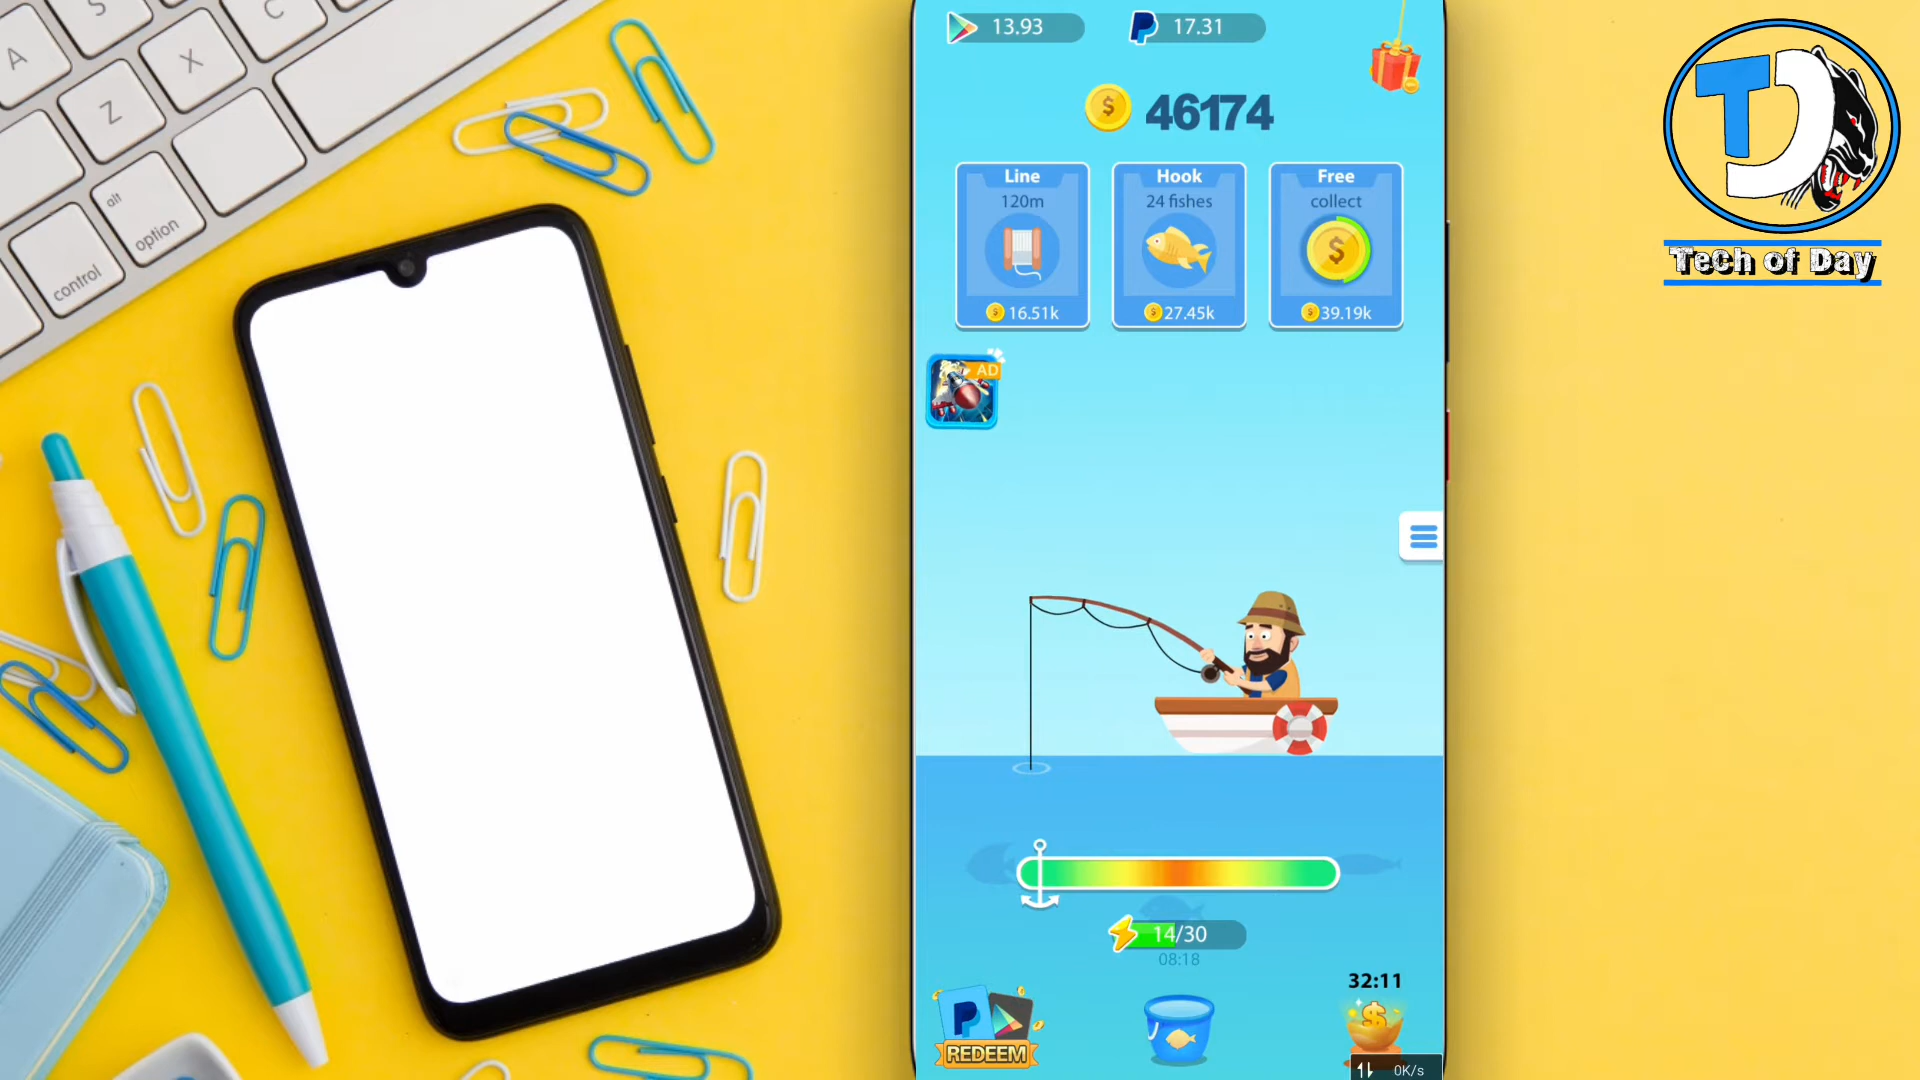 A
S
C
Z
X
alt
option
control
13.93
17.31
46174
Line
120m
16.51k
Hook
24 fishes
27.45k
Free
collect
39.19k
AD
14/30
08:18
32:11
REDEEM
0K/s
TD
Tech of Day